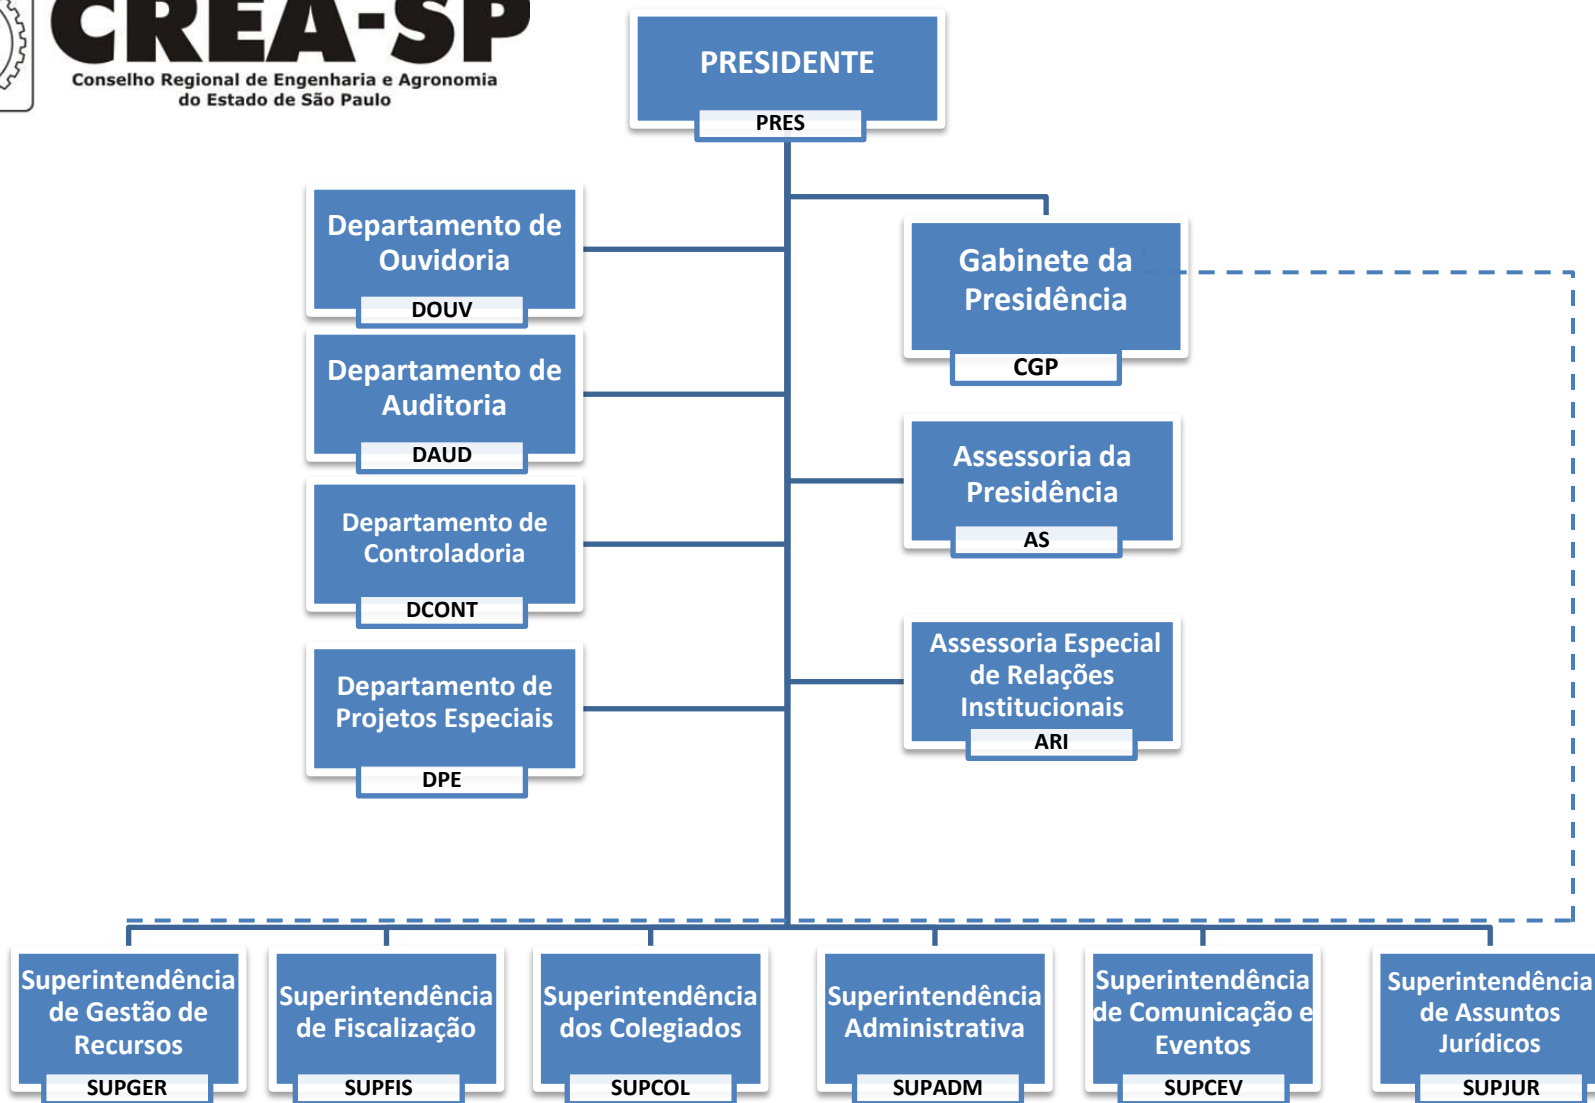 CREA-SP
Conselho Regional de Engenharia e Agronomia
do Estado de São Paulo
PRESIDENTE
PRES
Departamento de
Ouvidoria
DOUV
Gabinete da
Presidência
CGP
Departamento de
Auditoria
DAUD
Assessoria da
Presidência
AS
Departamento de
Controladoria
DCONT
Assessoria Especial
de Relações
Institucionais
ARI
Departamento de
Projetos Especiais
DPE
Superintendência
de Gestão de
Recursos
SUPGER
Superintendência
de Fiscalização
SUPFIS
Superintendência
dos Colegiados
SUPCOL
Superintendência
Administrativa
SUPADM
Superintendência
de Comunicação e
Eventos
SUPCEV
Superintendência
de Assuntos
Jurídicos
SUPJUR